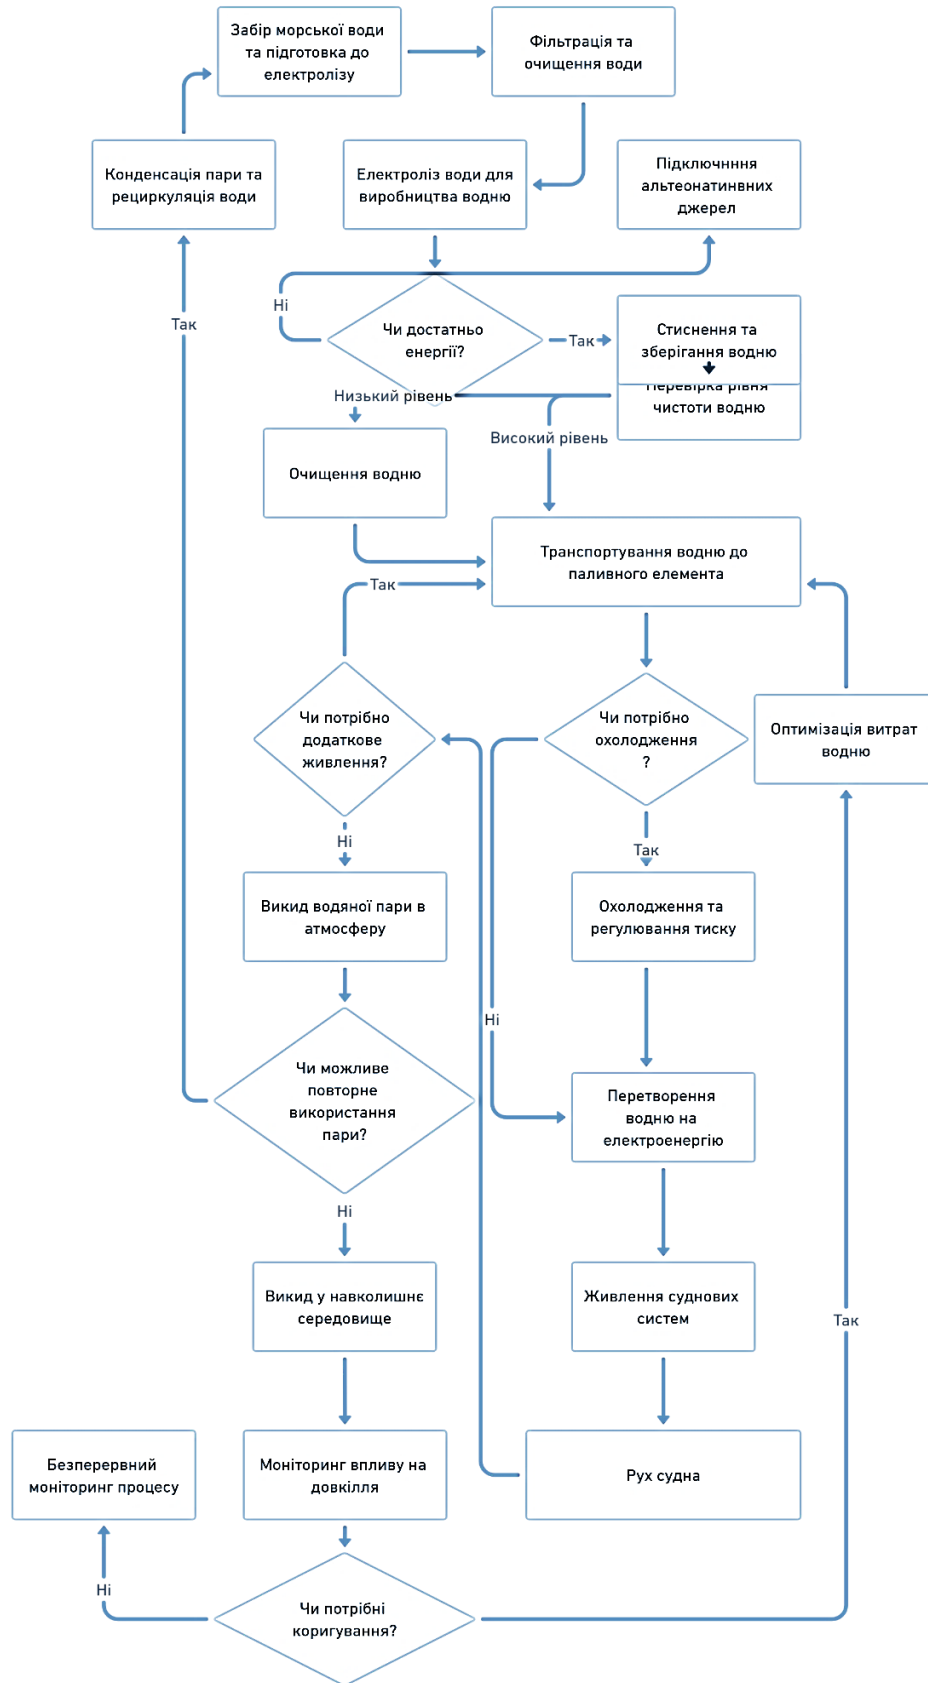 Забір морської води
та підготовка до
електролізу
Фільтрація та
очищення води
Конденсація пари та
рециркуляція води
Електроліз води для
виробництва водню
Підключнння
альтеонатинвних
джерел
Ні
Так
Чи достатньо
енергії?
Так
Стиснення та
зберігання водню
Перевірка рівня
чистоти водню
Низький рівень
Високий рівень
Очищення водню
Транспортування водню до
паливного елемента
Так
Чи потрібно
додаткове
живлення?
Чи потрібно
охолодження
?
Оптимізація витрат
водню
Ні
Так
Викид водяної пари в
атмосферу
Охолодження та
регулювання тиску
Ні
Чи можливе
повторне
використання
пари?
Перетворення
водню на
електроенергію
Ні
Викид у навколишнє
середовище
Живлення суднових
систем
Так
Безперервний
моніторинг процесу
Моніторинг впливу на
довкілля
Рух судна
Ні
Чи потрібні
коригування?